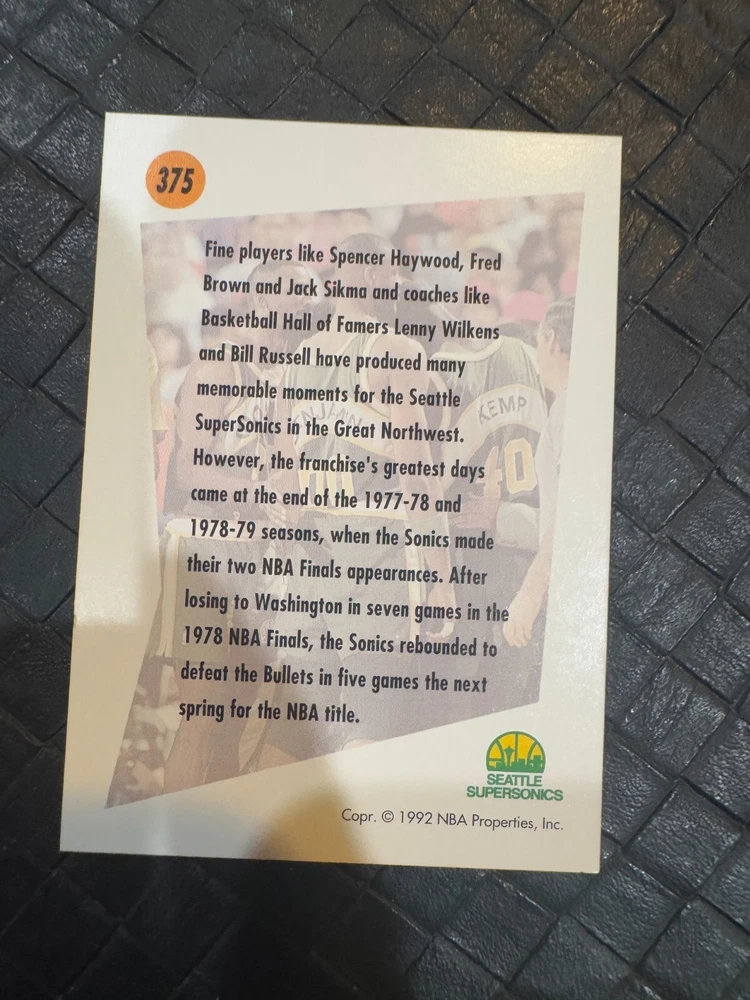 375
Fine players like Spencer Haywood, Fred
Brown and Jack Sikma and coaches like
Basketball Hall of Famers Lenny Wilkens
and Bill Russell have produced many
memorable moments for the Seattle
SuperSonics in the Great Northwest.
However, the franchise's greatest days
came at the end of the 1977-78 and
1978-79 seasons, when the Sonics made
their two NBA Finals appearances. After
losing to Washington in seven games in the
1978 NBA Finals, the Sonics rebounded to
defeat the Bullets in five games the next
spring for the NBA title.
KEMP
40
SEATTLE
SUPERSONICS
Copr. © 1992 NBA Properties, Inc.